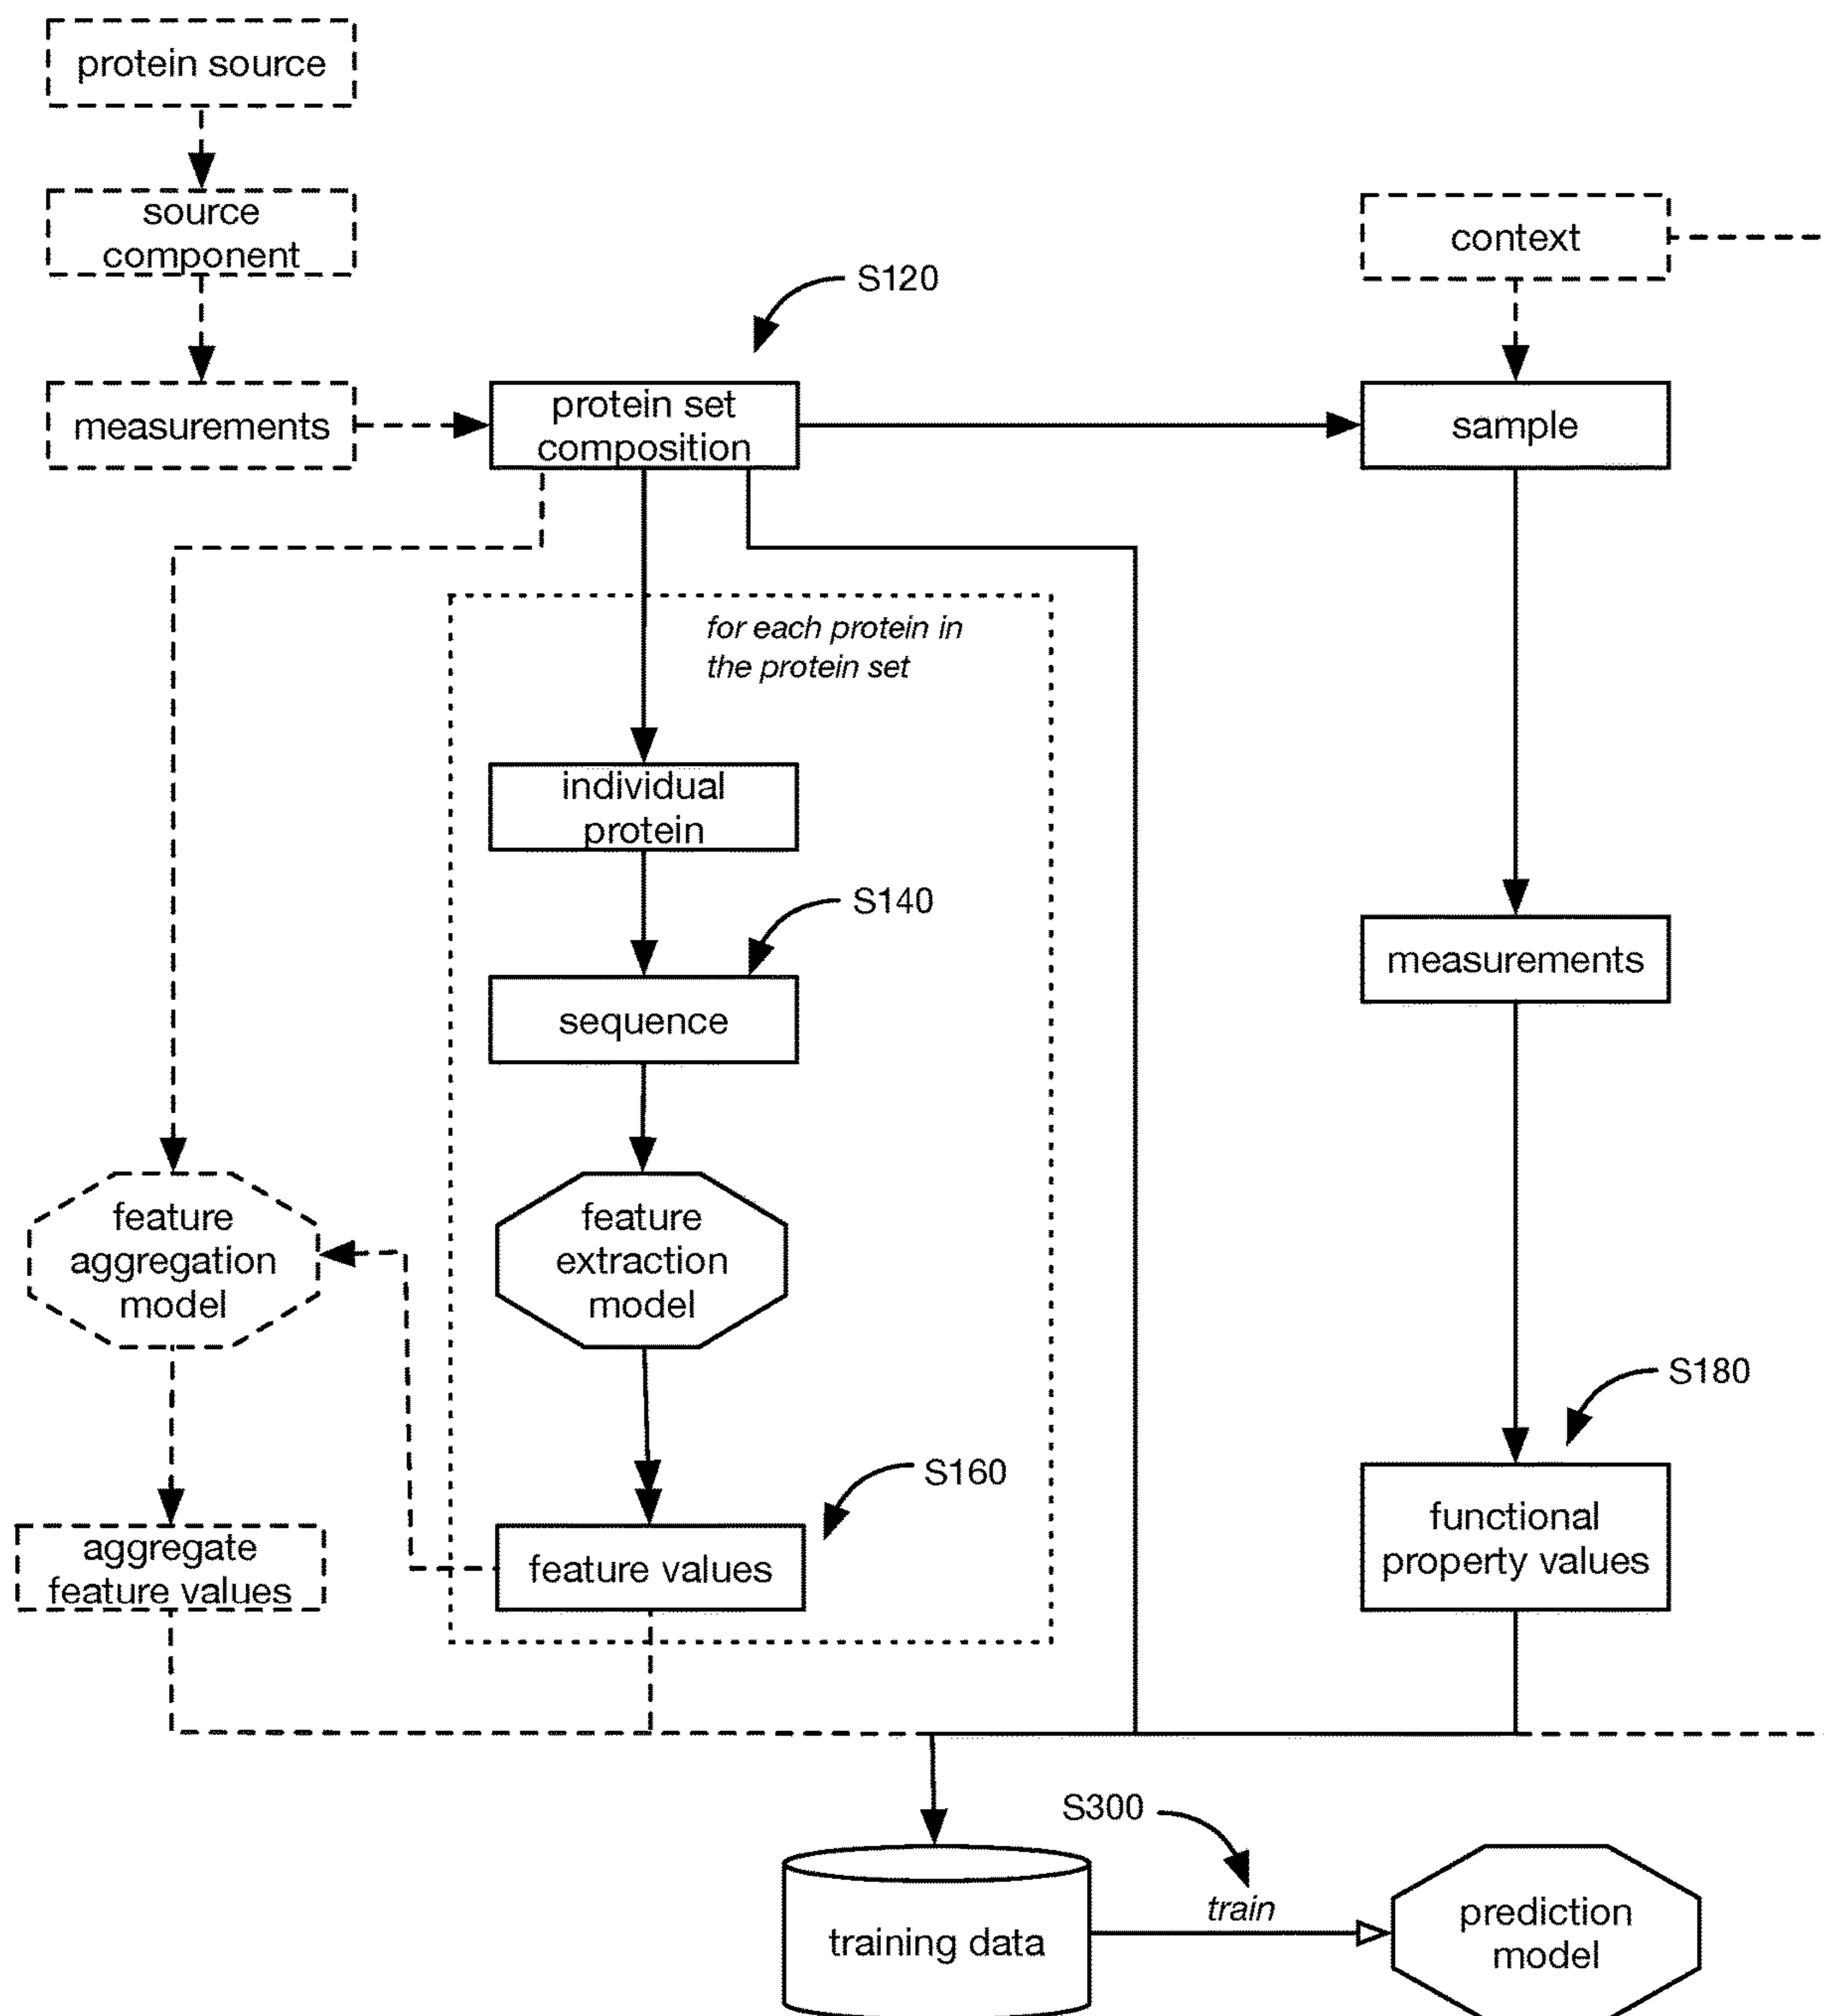 protein source
source
component
context
S120
measurements
protein set
composition
sample
for each protein in
the protein set
individual
protein
S140
measurements
sequence
feature
aggregation
model
feature
extraction
model
S180
S160
functional
property values
aggregate
feature values
feature values
S300
train
training data
prediction
model